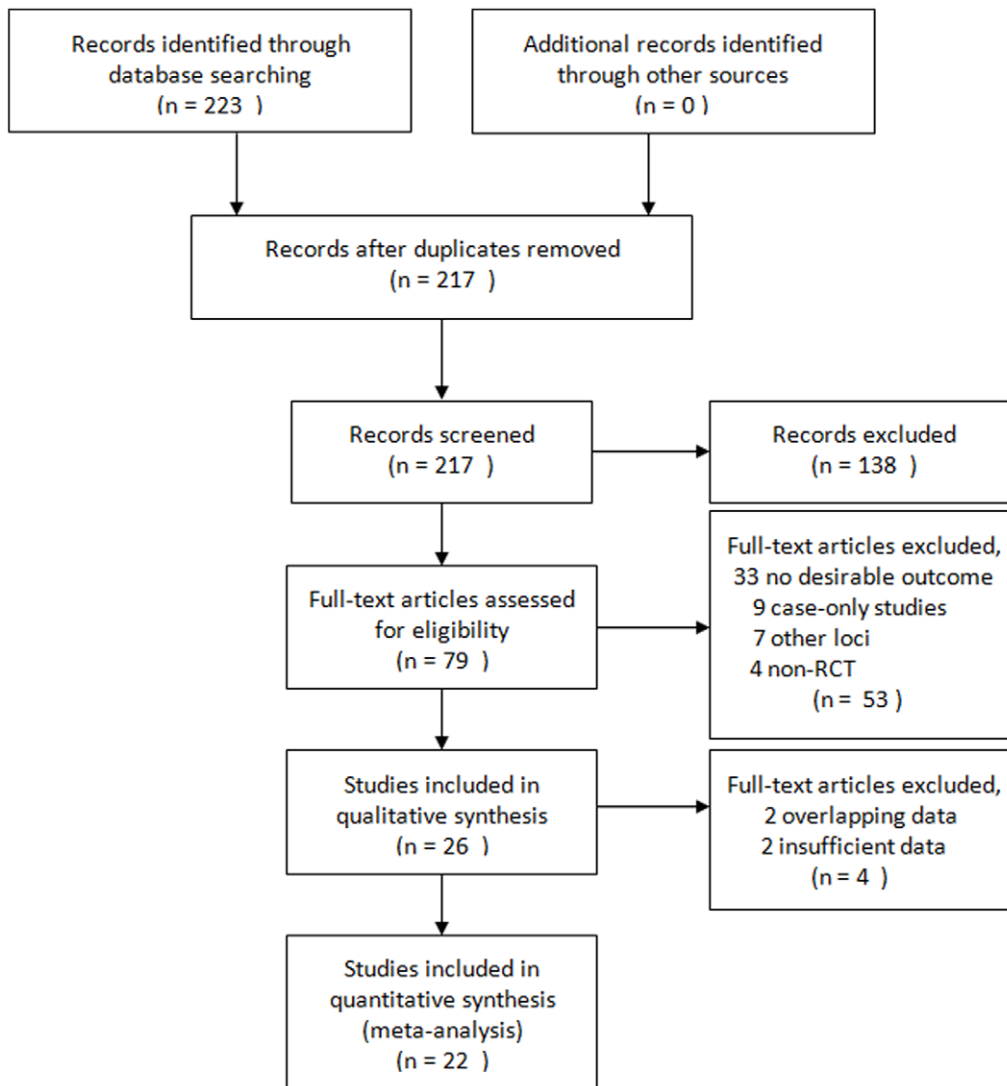 Records identified through
database searching
(n = 223  )
Additional records identified
through other sources
(n = 0 )
Records after duplicates removed
(n = 217  )
Records screened
(n = 217  )
Records excluded
(n = 138  )
Full-text articles assessed
for eligibility
(n = 79  )
Full-text articles excluded,
33 no desirable outcome
9 case-only studies
7 other loci
4 non-RCT
(n =  53 )
Studies included in
qualitative synthesis
(n = 26  )
Full-text articles excluded,
2 overlapping data
2 insufficient data
(n = 4  )
Studies included in
quantitative synthesis
(meta-analysis)
(n = 22  )